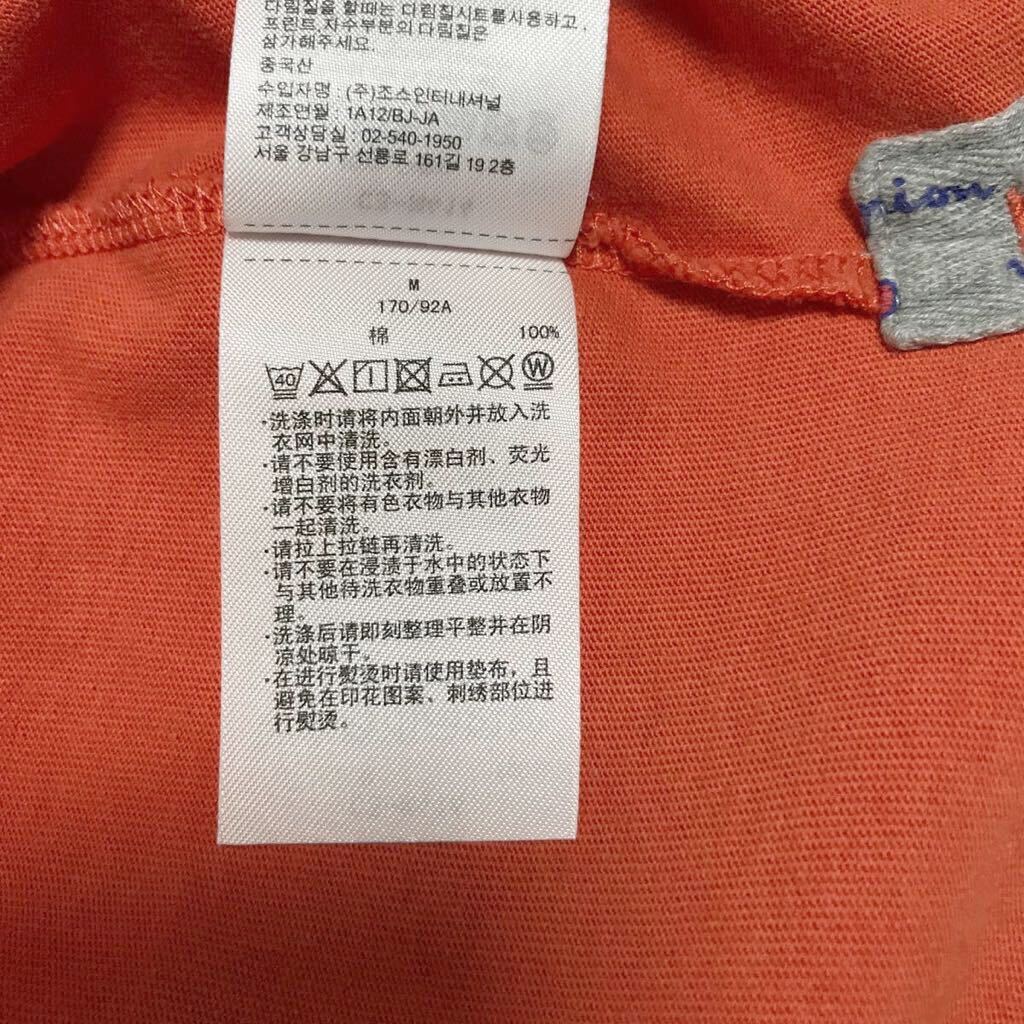 다림질을 할때는 다림질시트를사용하고,
프린트 자수부분의 다림질은
삼가해주세요.
중국산
수입자명 : (주)조스인터내셔널
제조연월 : 1A12/BJ-JA
고객상담실 : 02-540-1950
서울 강남구 선릉로 161길 19 2층
M
170/92A
棉 100%
40
W
·洗涤时请将内面朝外并放入洗
衣网中清洗。
·请不要使用含有漂白剂、荧光
增白剂的洗衣剂.
·请不要将有色衣物与其他衣物
一起清洗。
·请拉上拉链再清洗。
·请不要在浸渍于水中的状态下
与其他待洗衣物重叠或放置不
理。
·洗涤后请即刻整理平整并在阴
凉处晾干。
·在进行熨烫时请使用垫布，且
避免在印花图案、刺绣部位进
行熨烫。